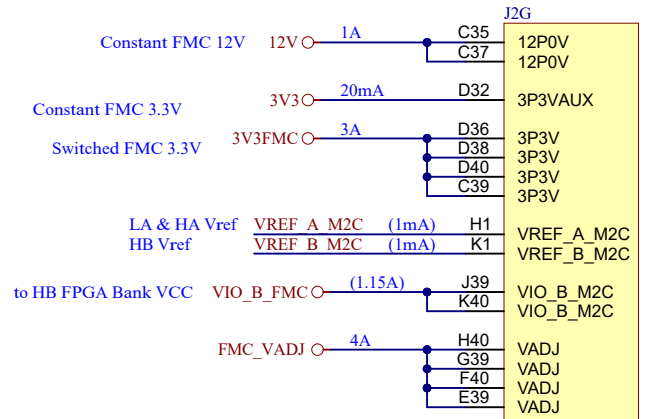 J2G
Constant FMC 12V 12V 1A C35 12P0V
C37 12P0V
Constant FMC 3.3V 3V3 20mA D32 3P3VAUX
Switched FMC 3.3V 3V3FMC 3A D36 3P3V
D38 3P3V
D40 3P3V
C39 3P3V
LA & HA Vref VREF_A_M2C (1mA) H1 VREF_A_M2C
HB Vref VREF_B_M2C (1mA) K1 VREF_B_M2C
to HB FPGA Bank VCC VIO_B_FMC (1.15A) J39 VIO_B_M2C
K40 VIO_B_M2C
FMC_VADJ 4A H40 VADJ
G39 VADJ
F40 VADJ
E39 VADJ